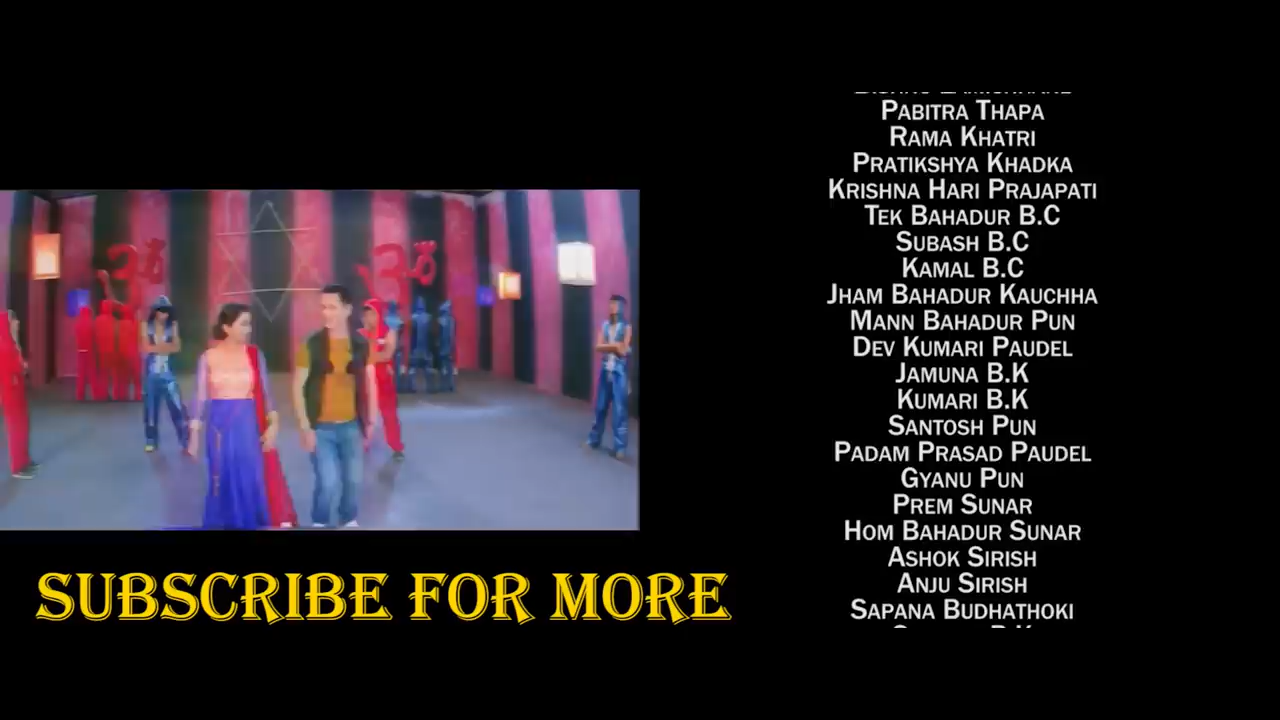 Pabitra Thapa
Rama Khatri
Pratikshya Khadka
Krishna Hari Prajapati
Tek Bahadur B.C
Subash B.C
Kamal B.C
Jham Bahadur Kauchha
Mann Bahadur Pun
Dev Kumari Paudel
Jamuna B.K
Kumari B.K
Santosh Pun
Padam Prasad Paudel
Gyanu Pun
Prem Sunar
Hom Bahadur Sunar
Ashok Sirish
Anju Sirish
Sapana Budhathoki
SUBSCRIBE FOR MORE